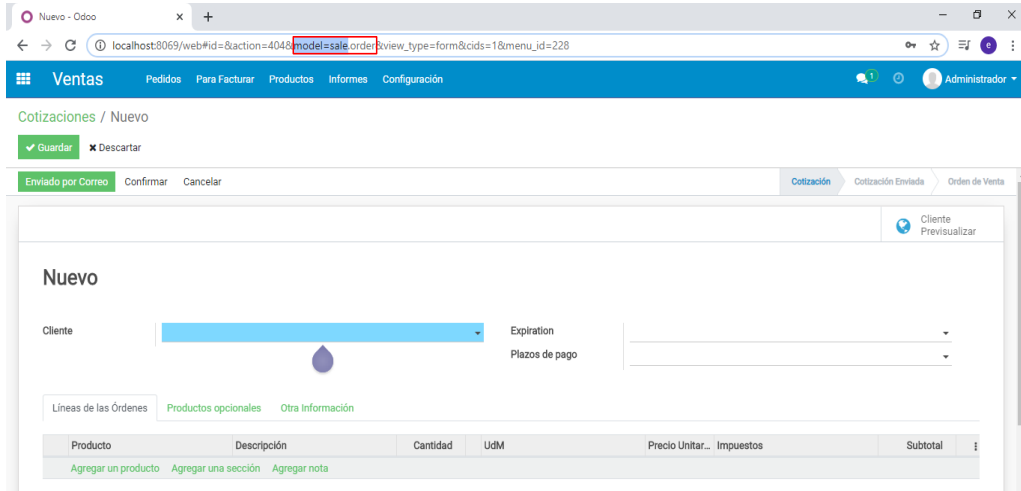 Nuevo - Odoo
localhost:8069/web#id=&action=404&model=sale.order&view_type=form&cids=1&menu_id=228
e
Ventas Pedidos Para Facturar Productos Informes Configuración 1 Administrador
Cotizaciones / Nuevo
Guardar Descartar
Enviado por Correo Confirmar Cancelar Cotización Cotización Enviada Orden de Venta
Cliente
Previsualizar
Nuevo
Cliente Expiration
Plazos de pago
Líneas de las Órdenes Productos opcionales Otra Información
Producto Descripción Cantidad UdM Precio Unitar... Impuestos Subtotal
Agregar un producto Agregar una sección Agregar nota